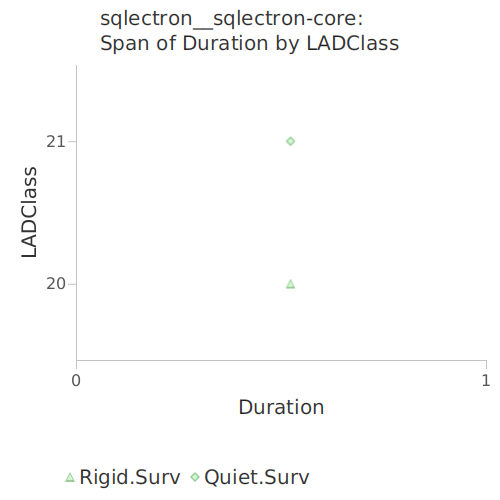 sqlectron__sqlectron-core:
Span of Duration by LADClass
21
20
LADClass
0
1
Duration
Rigid.Surv
Quiet.Surv